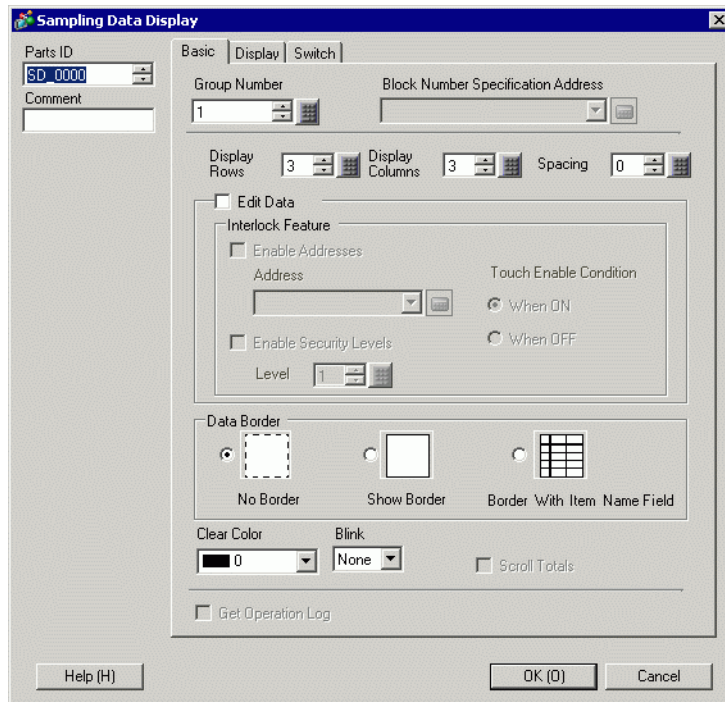 Sampling Data Display
Parts ID
SD_0000
Comment
Basic Display Switch
Group Number Block Number Specification Address
1
Display Rows 3 Display Columns 3 Spacing 0
Edit Data
Interlock Feature
Enable Addresses
Address Touch Enable Condition
When ON
Enable Security Levels When OFF
Level 1
Data Border
No Border Show Border Border With Item Name Field
Clear Color Blink
0 None Scroll Totals
Get Operation Log
Help (H) OK (O) Cancel